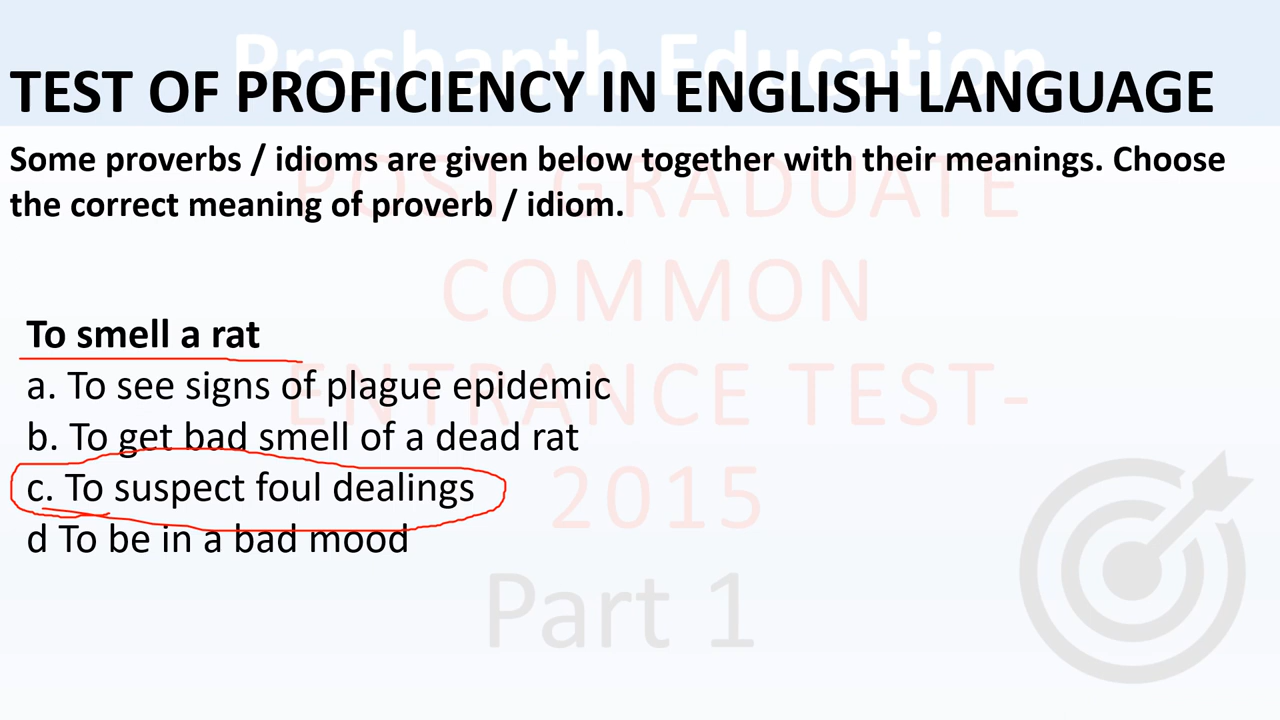 Prashanth Education
TEST OF PROFICIENCY IN ENGLISH LANGUAGE
Some proverbs / idioms are given below together with their meanings. Choose
the correct meaning of proverb / idiom.
POST GRADUATE
COMMON
ENTRANCE TEST-
2015
Part 1
To smell a rat
a. To see signs of plague epidemic
b. To get bad smell of a dead rat
c. To suspect foul dealings
d To be in a bad mood